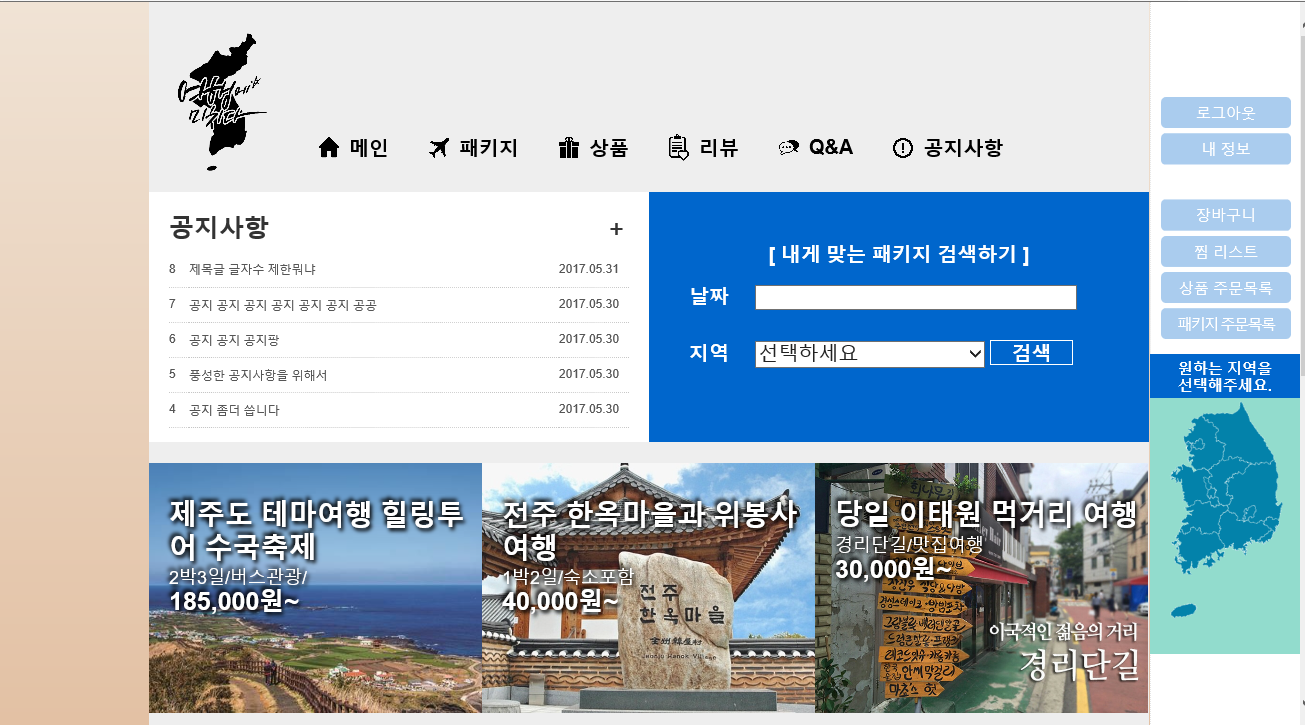 여행에
미치다
메인
패키지
상품
리뷰
Q&A
공지사항
로그아웃
내 정보
장바구니
찜 리스트
상품 주문목록
패키지 주문목록
원하는 지역을
선택해주세요.
공지사항
+
8 제목글 글자수 제한뭐냐 2017.05.31
7 공지 공지 공지 공지 공지 공지 공공 2017.05.30
6 공지 공지 공지팡 2017.05.30
5 풍성한 공지사항을 위해서 2017.05.30
4 공지 좀더 씁니다 2017.05.30
[ 내게 맞는 패키지 검색하기 ]
날짜
지역 선택하세요 검색
제주도 테마여행 힐링투
어 수국축제
2박3일/버스관광/
185,000원~
전주 한옥마을과 위봉사
여행
1박2일/숙소포함
40,000원~
전주
한옥마을
Jeonju Hanok Village
당일 이태원 먹거리 여행
경리단길/맛집여행
30,000원~
이국적인 젊음의 거리
경리단길